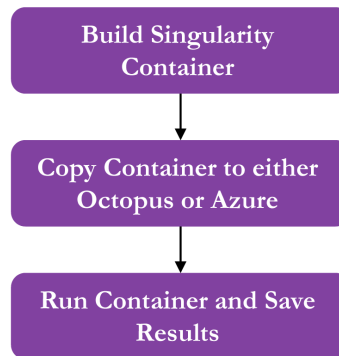 Build Singularity
Container
Copy Container to either
Octopus or Azure
Run Container and Save
Results